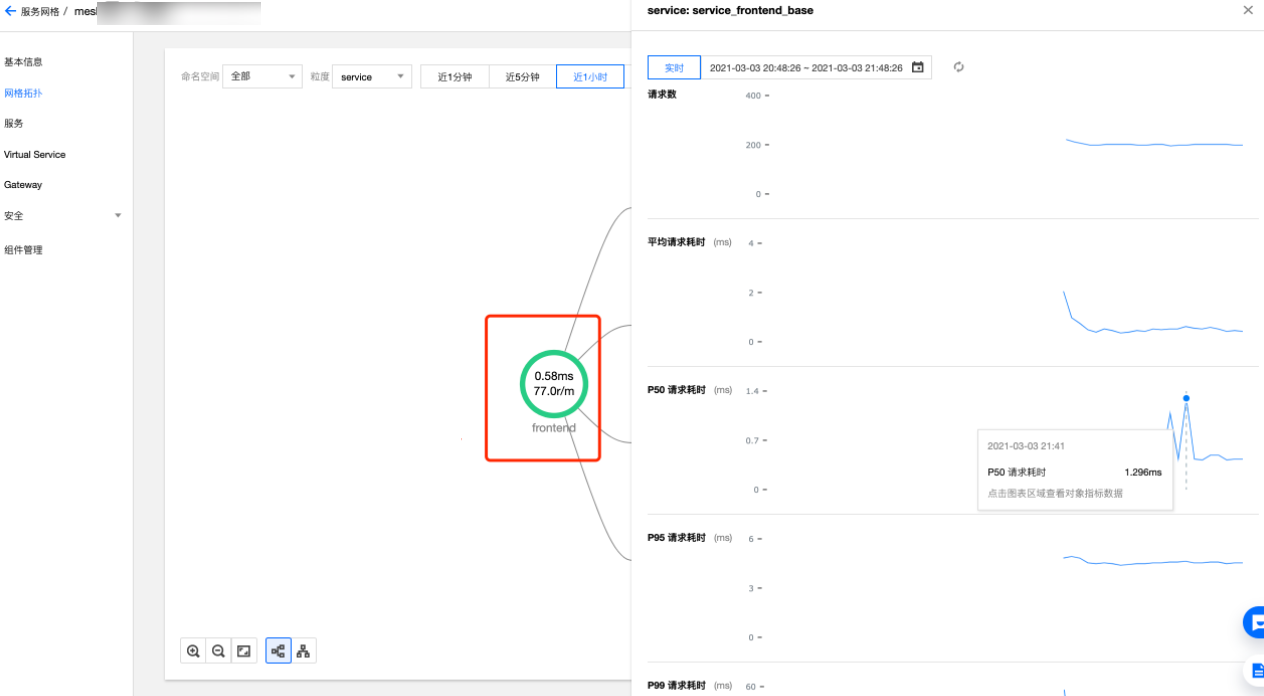 服务网格 / mes
基本信息
网格拓扑
服务
Virtual Service
Gateway
安全
组件管理
命名空间 全部 粒度 service 近1分钟 近5分钟 近1小时
0.58ms
77.0r/m
frontend
service: service_frontend_base
实时 2021-03-03 20:48:26 ~ 2021-03-03 21:48:26
请求数
400
200
0
平均请求耗时 (ms)
4
2
0
P50 请求耗时 (ms)
1.4
0.7
0
2021-03-03 21:41
P50 请求耗时 1.296ms
点击图表区域查看对象指标数据
P95 请求耗时 (ms)
6
3
0
P99 请求耗时 (ms)
60